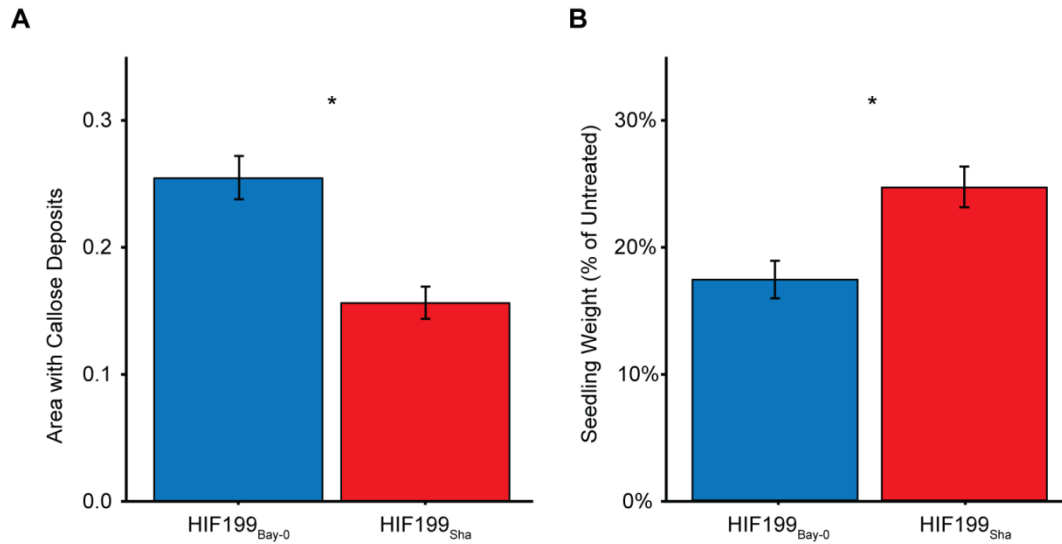 A
Area with Callose Deposits
0.3
0.2
0.1
0.0
*
HIF199Bay-0
HIF199Sha
B
Seedling Weight (% of Untreated)
30%
20%
10%
0%
*
HIF199Bay-0
HIF199Sha